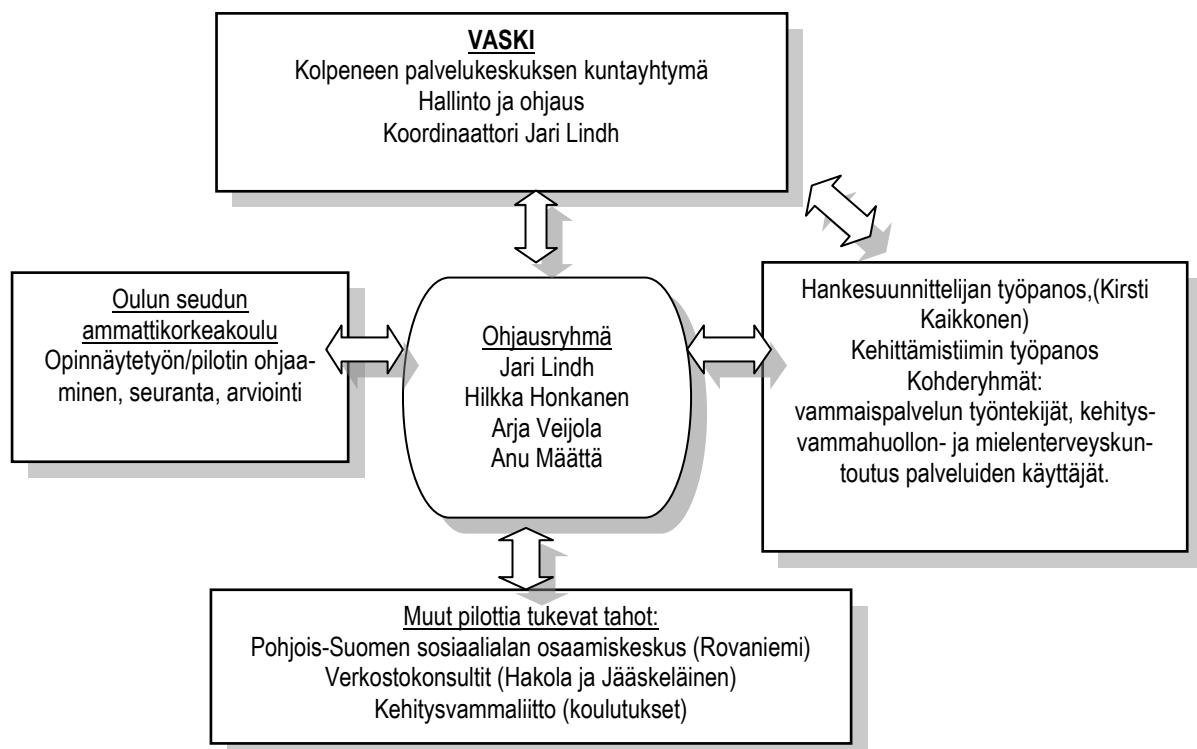 VASKI
Kolpeneen palvelukeskuksen kuntayhtymä
Hallinto ja ohjaus
Koordinaattori Jari Lindh
Oulun seudun
ammattikorkeakoulu
Opinnäytetyön/pilotin ohjaa-
minen, seuranta, arviointi
Ohjausryhmä
Jari Lindh
Hilkka Honkanen
Arja Veijola
Anu Määttä
Hankesuunnittelijan työpanos,(Kirsti
Kaikkonen)
Kehittämistiimin työpanos
Kohderyhmät:
vammaispalvelun työntekijät, kehitys-
vammahuollon- ja mielenterveyskun-
toutus palveluiden käyttäjät.
Muut pilottia tukevat tahot:
Pohjois-Suomen sosiaalialan osaamiskeskus (Rovaniemi)
Verkostokonsultit (Hakola ja Jääskeläinen)
Kehitysvammaliitto (koulutukset)